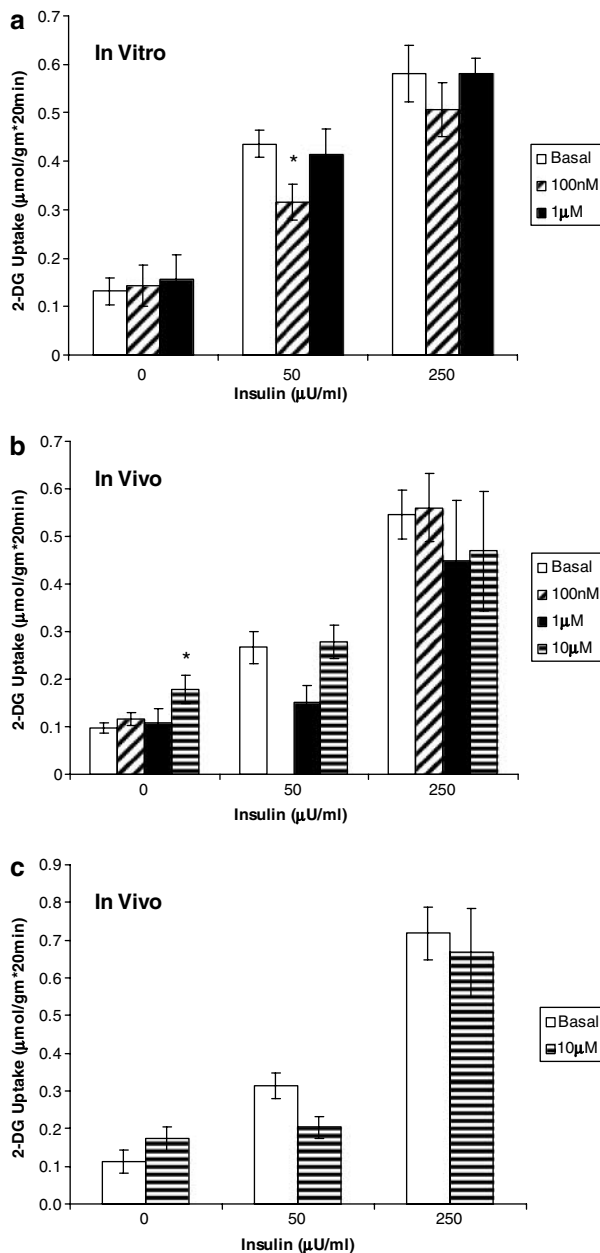 a
In Vitro
2-DG Uptake (μmol/gm*20min)
0.7
0.6
0.5
0.4
0.3
0.2
0.1
0
*
0
50
250
Insulin (μU/ml)
Basal
100nM
1μM
b
In Vivo
2-DG Uptake (μmol/gm*20min)
0.7
0.6
0.5
0.4
0.3
0.2
0.1
0
*
0
50
250
Insulin (μU/ml)
Basal
100nM
1μM
10μM
c
In Vivo
2-DG Uptake (μmol/gm*20min)
0.9
0.8
0.7
0.6
0.5
0.4
0.3
0.2
0.1
0.0
0
50
250
Insulin (μU/ml)
Basal
10μM